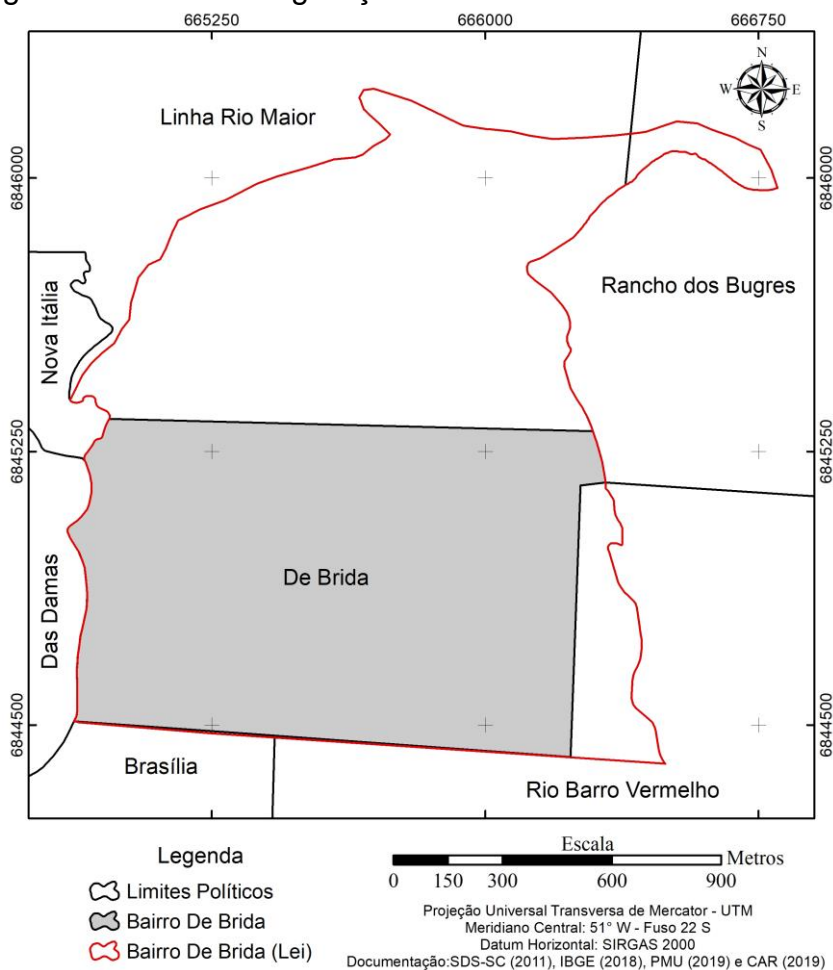 665250
666000
666750
N
W
E
S
Linha Rio Maior
6846000
6846000
Rancho dos Bugres
Nova Itália
6845250
6845250
De Brida
Das Damas
6844500
6844500
Brasília
Rio Barro Vermelho
Legenda
Limites Políticos
Bairro De Brida
Bairro De Brida (Lei)
Escala
Metros
0 150 300 600 900
Projeção Universal Transversa de Mercator - UTM
Meridiano Central: 51° W - Fuso 22 S
Datum Horizontal: SIRGAS 2000
Documentação:SDS-SC (2011), IBGE (2018), PMU (2019) e CAR (2019)